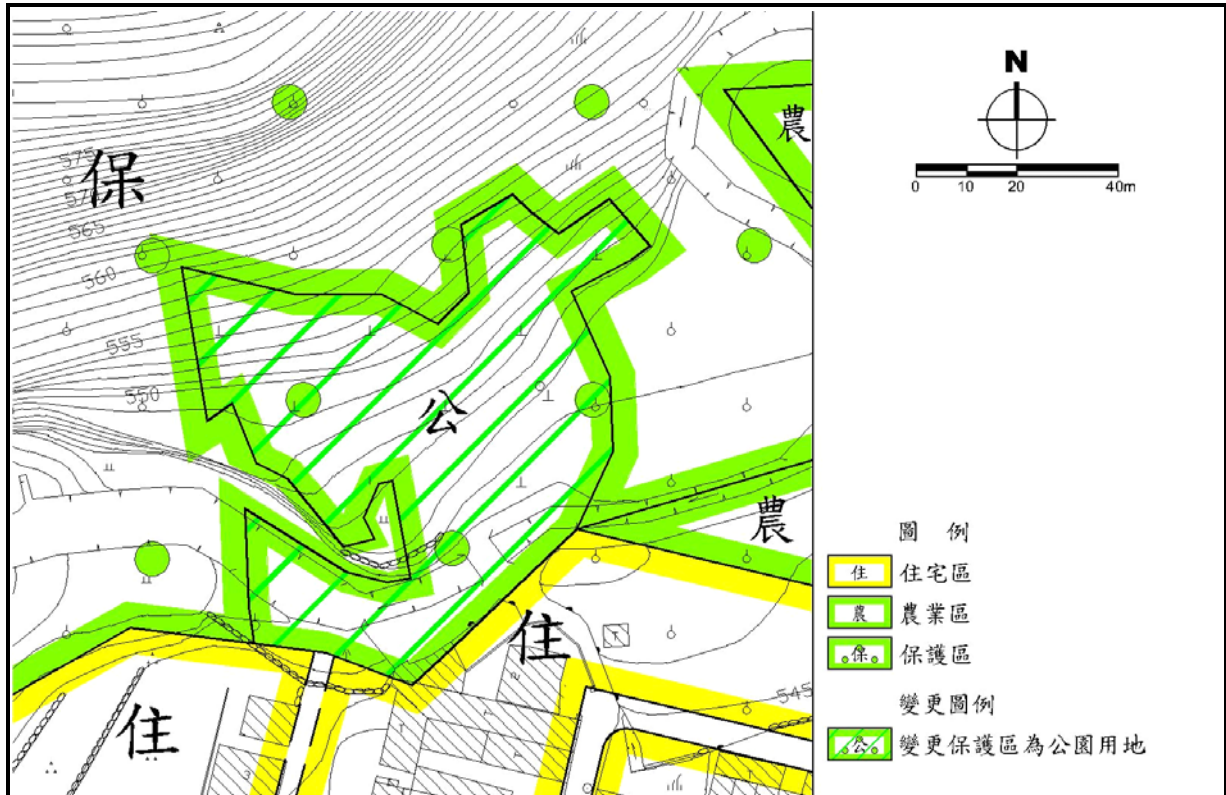 N
0 10 20 40m
農
保
575
570
565
560
555
550
公
農
住
住
545
圖 例
住 住宅區
農 農業區
保 保護區
變更圖例
公 變更保護區為公園用地